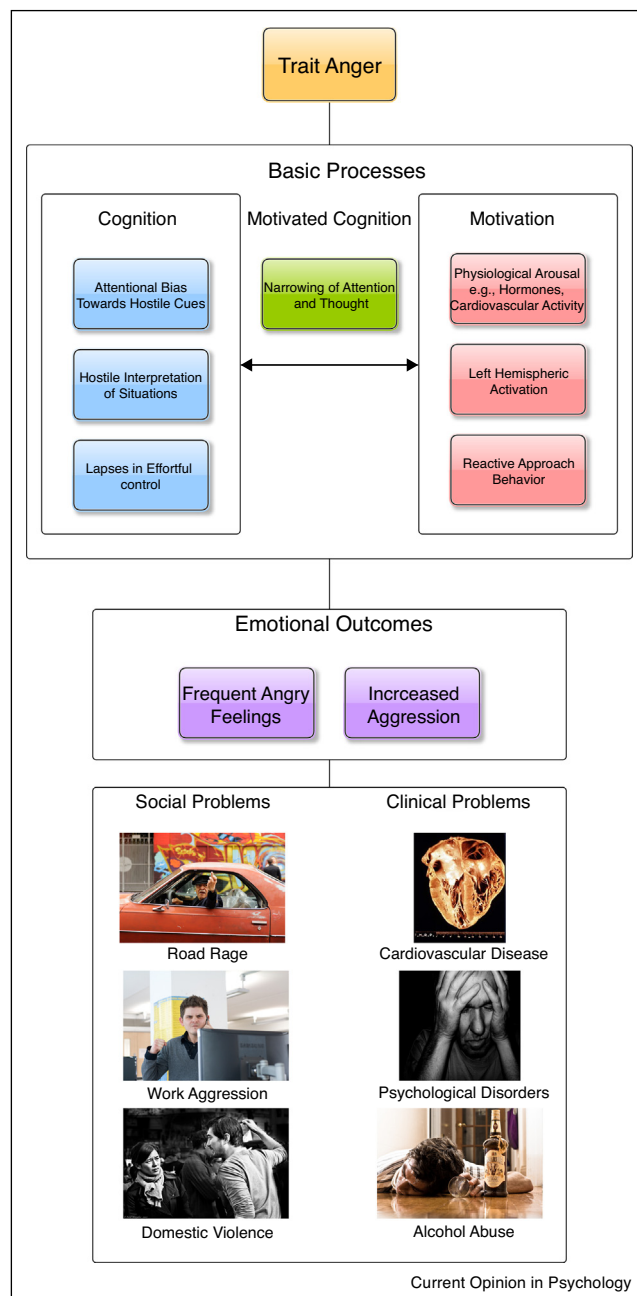 Trait Anger
Basic Processes
Cognition
Motivated Cognition
Motivation
Attentional Bias
Towards Hostile Cues
Hostile Interpretation
of Situations
Lapses in Effortful
control
Narrowing of Attention
and Thought
Physiological Arousal
e.g., Hormones,
Cardiovascular Activity
Left Hemispheric
Activation
Reactive Approach
Behavior
Emotional Outcomes
Frequent Angry
Feelings
Incrceased
Aggression
Social Problems
Road Rage
Work Aggression
Domestic Violence
Clinical Problems
Cardiovascular Disease
Psychological Disorders
Alcohol Abuse
Current Opinion in Psychology